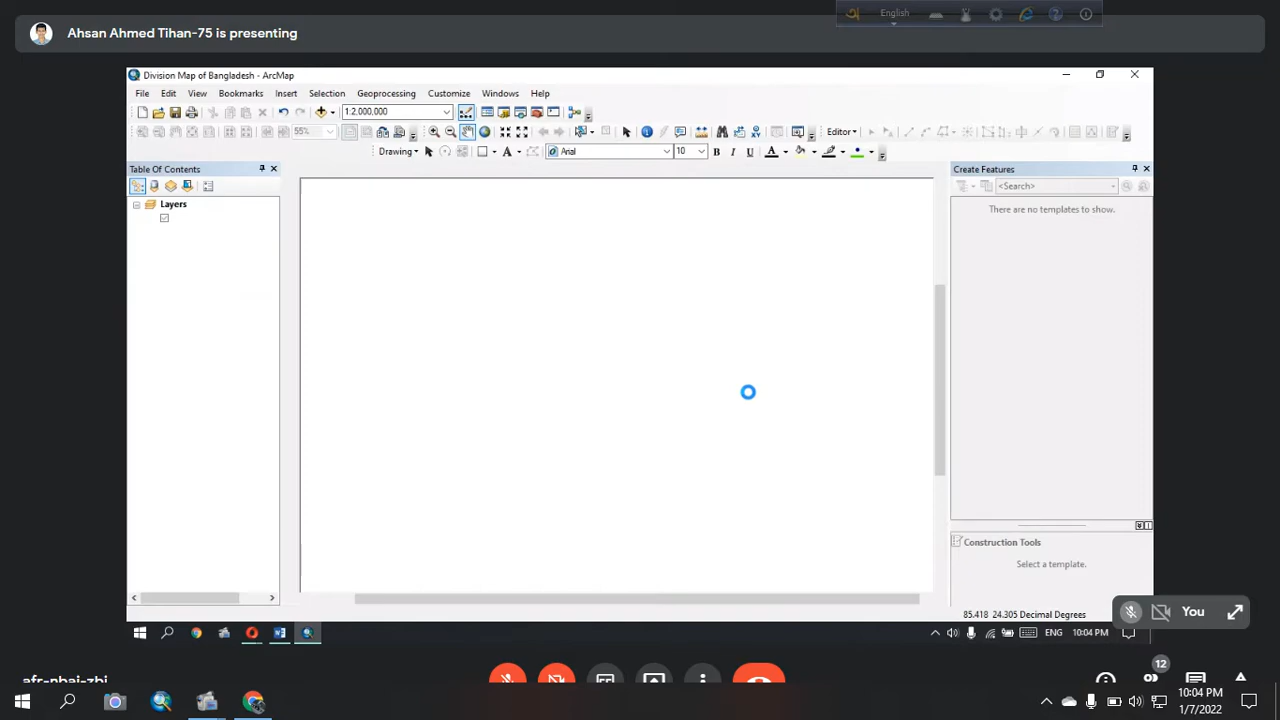 Ahsan Ahmed Tihan-75 is presenting
English
Division Map of Bangladesh - ArcMap
File Edit View Bookmarks Insert Selection Geoprocessing Customize Windows Help
1:2,000,000
55% Editor
Drawing A Arial 10 B I U A
Table Of Contents
Layers
Create Features
<Search>
There are no templates to show.
Construction Tools
Select a template.
85.418 24.305 Decimal Degrees
You
ENG 10:04 PM
12
10:04 PM
1/7/2022